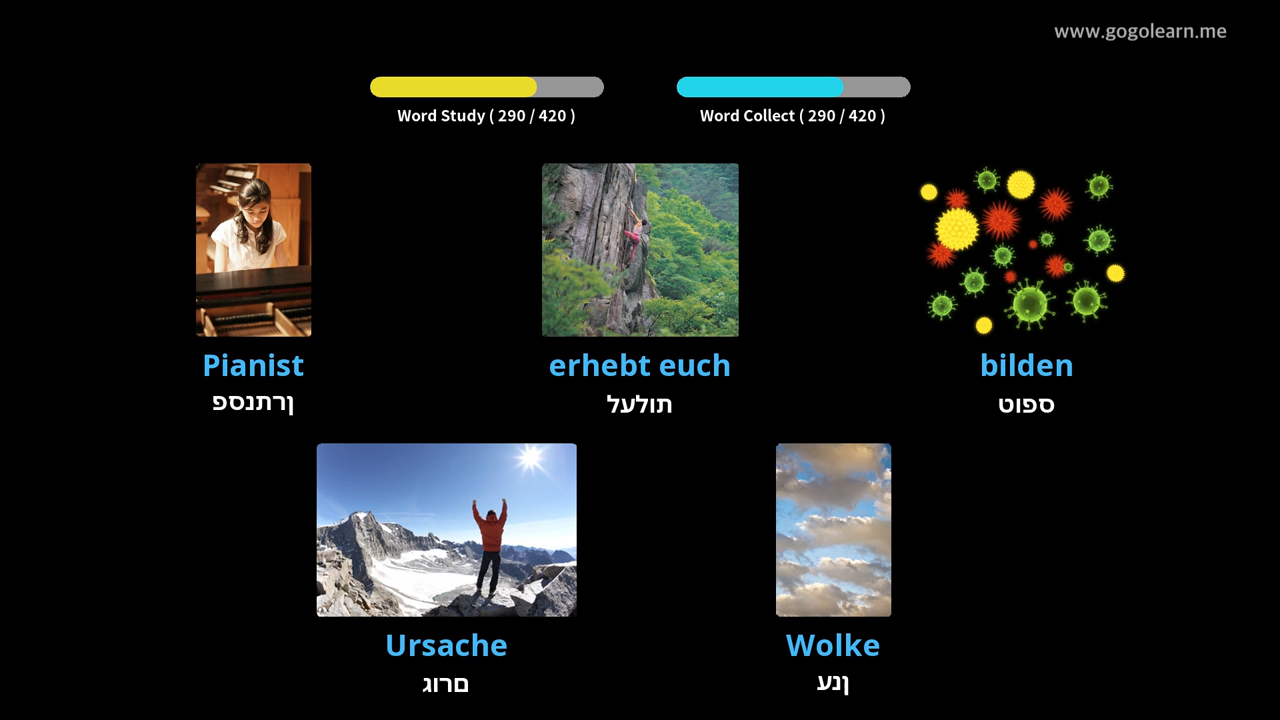 www.gogolearn.me
Word Study ( 290 / 420 )
Word Collect ( 290 / 420 )
Pianist
פסנתרן
erhebt euch
לעלות
bilden
טופס
Ursache
גורם
Wolke
ענן